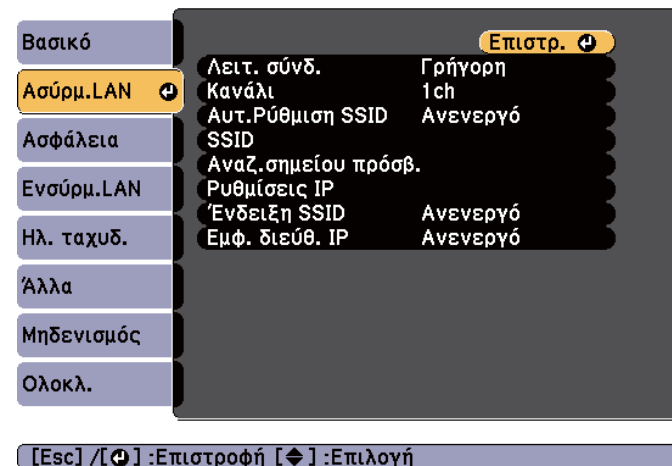 Βασικό
Ασύρμ.LAN
Ασφάλεια
Ενσύρμ.LAN
Ηλ. ταχυδ.
Άλλα
Μηδενισμός
Ολοκλ.
Επιστρ.
Λειτ. σύνδ. Γρήγορη
Κανάλι 1ch
Αυτ.Ρύθμιση SSID Ανενεργό
SSID
Αναζ.σημείου πρόσβ.
Ρυθμίσεις IP
Ένδειξη SSID Ανενεργό
Εμφ. διεύθ. IP Ανενεργό
[Esc] /[⏎] :Επιστροφή [◆] :Επιλογή